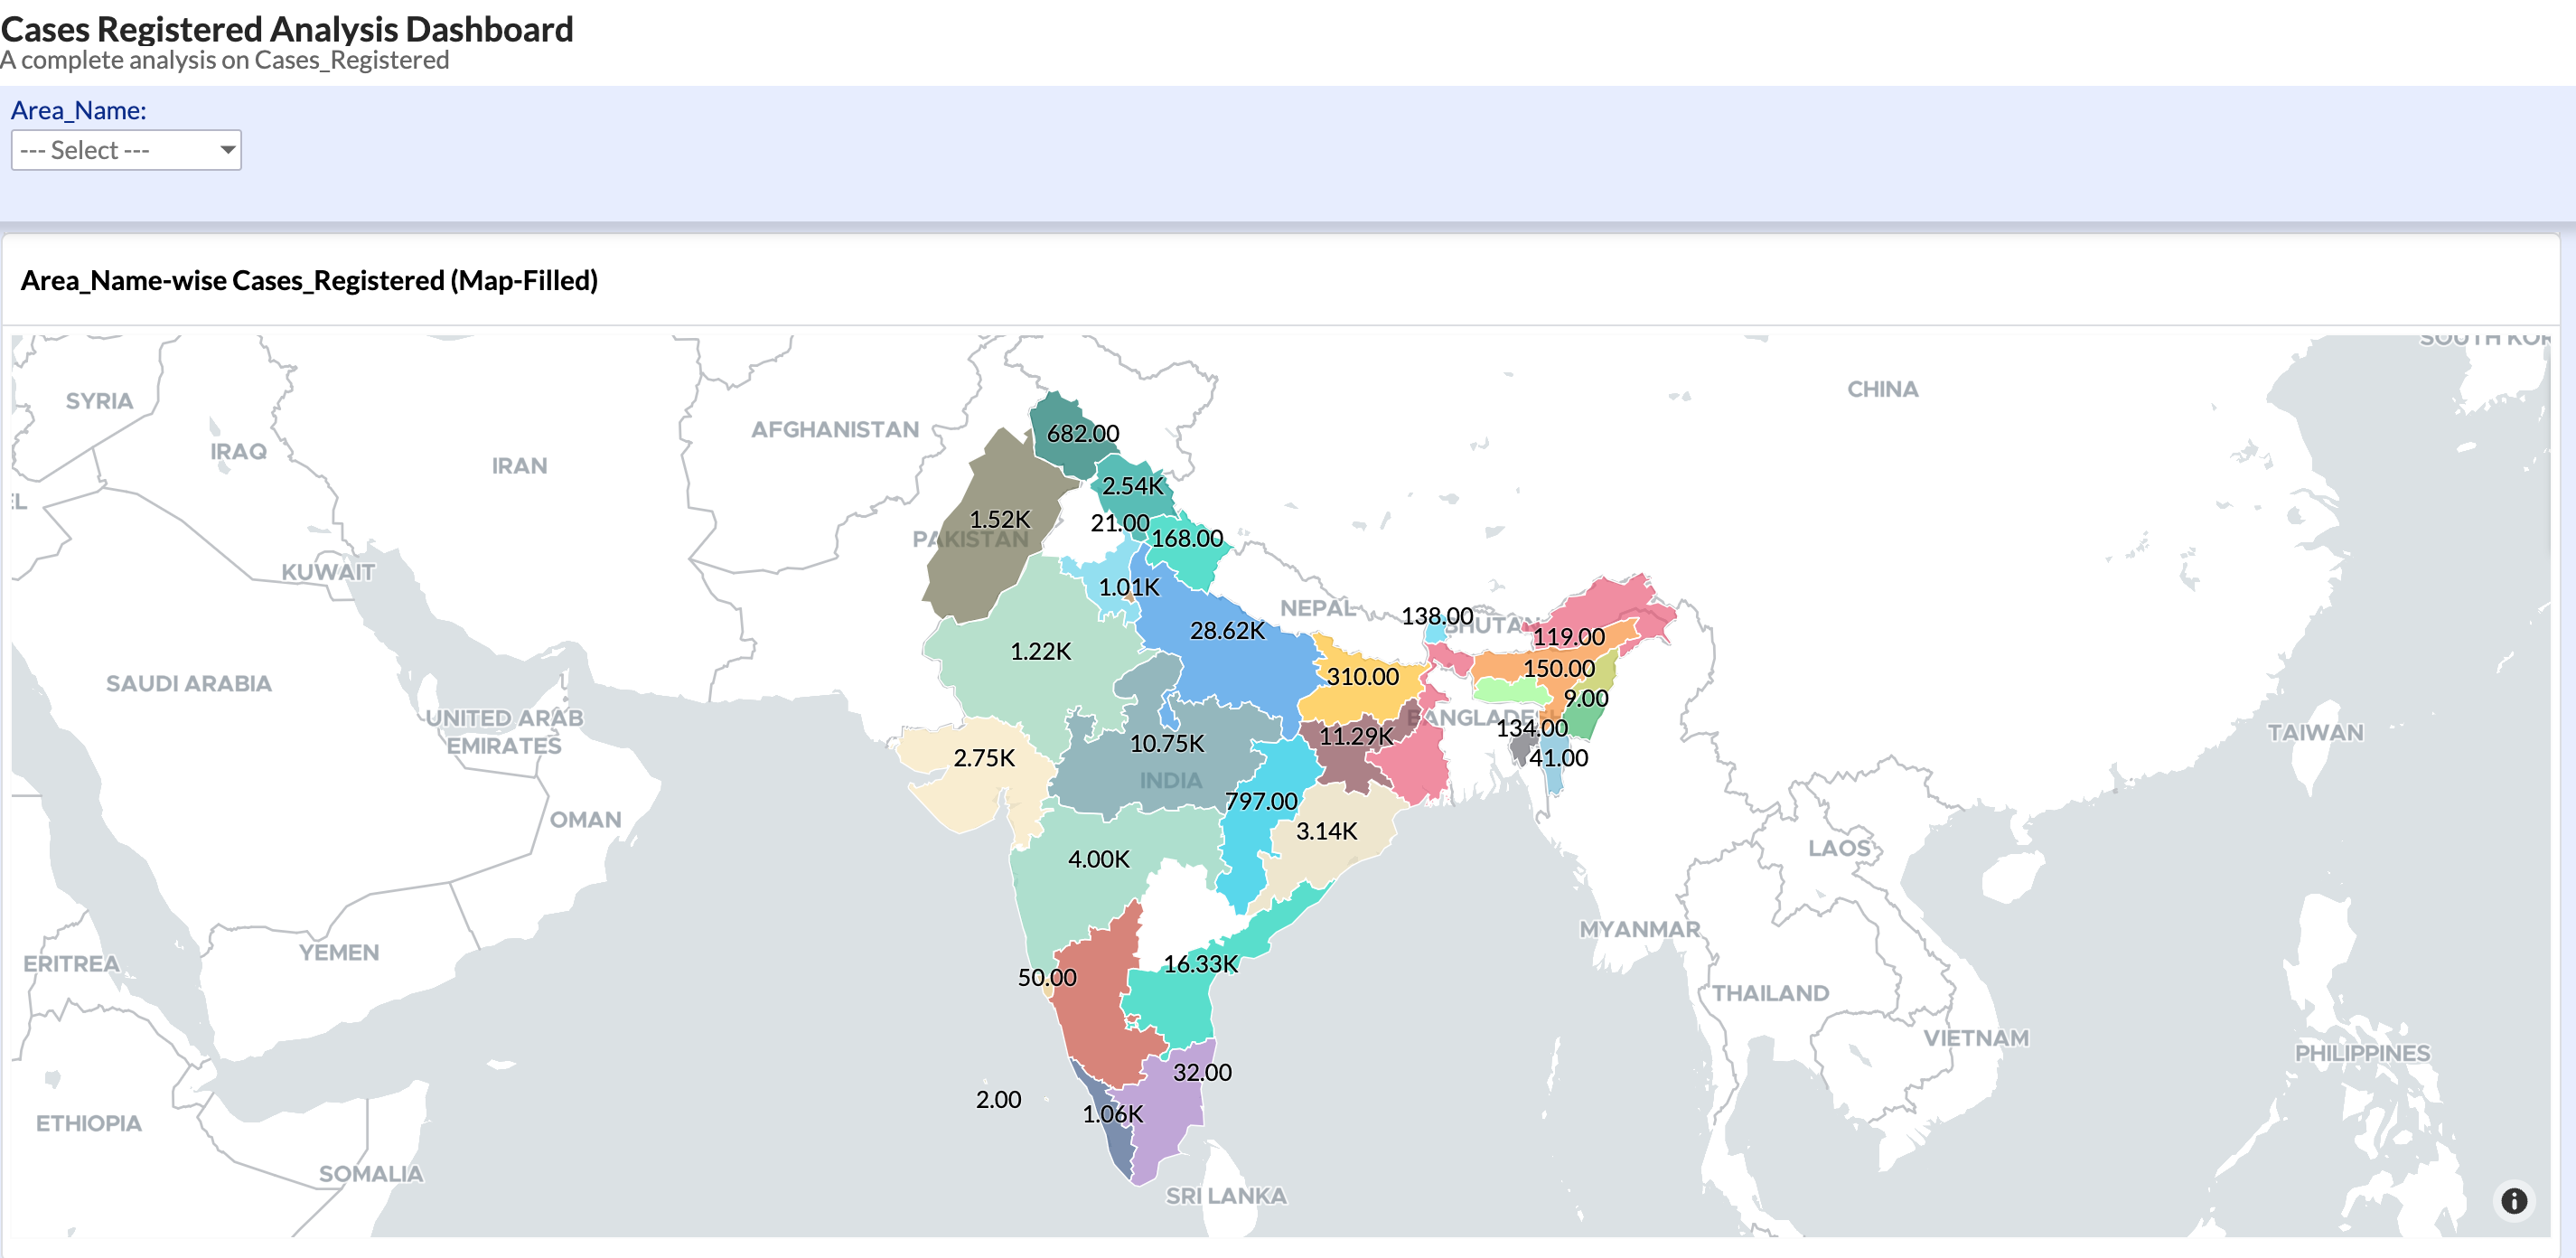 Cases Registered Analysis Dashboard
A complete analysis on Cases_Registered
Area_Name:
--- Select ---
Area_Name-wise Cases_Registered (Map-Filled)
SYRIA
IRAQ
IRAN
AFGHANISTAN
CHINA
682.00
2.54K
21.00
168.00
1.52K
PAKISTAN
KUWAIT
1.01K
NEPAL
138.00
BHUTAN
119.00
28.62K
1.22K
310.00
150.00
9.00
SAUDI ARABIA
UNITED ARAB
EMIRATES
134.00
41.00
TAIWAN
2.75K
10.75K
INDIA
11.29K
797.00
3.14K
OMAN
4.00K
LAOS
MYANMAR
YEMEN
ERITREA
50.00
16.33K
THAILAND
VIETNAM
PHILIPPINES
32.00
2.00
1.06K
ETHIOPIA
SOMALIA
SRI LANKA